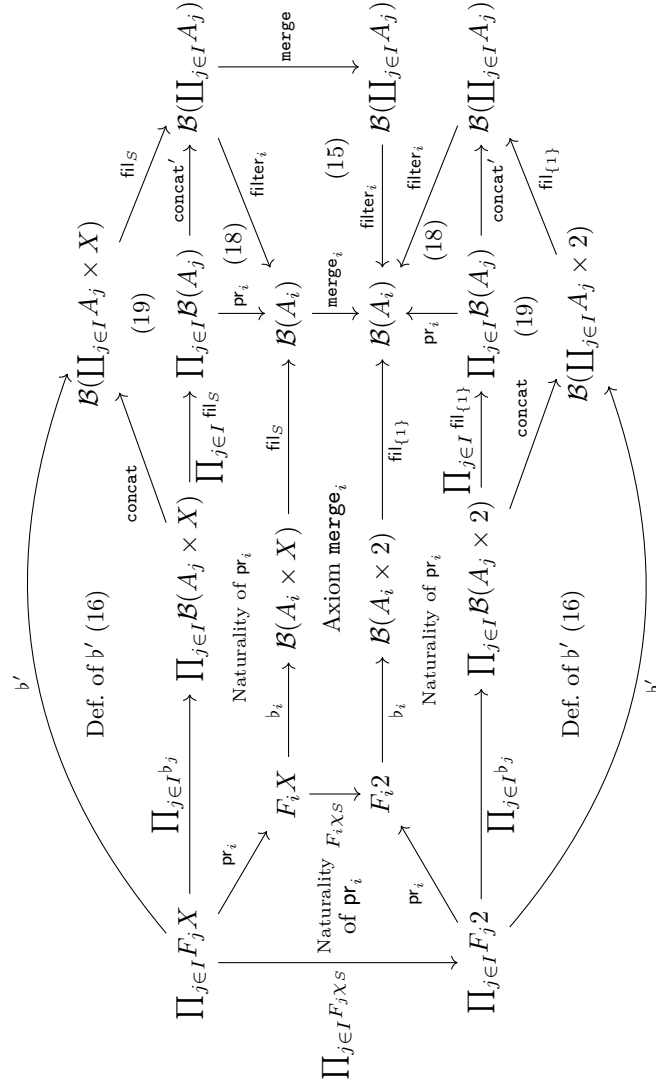 ♭′
ℬ(∐_{j∈I} A_j × X)
fil_S
concat
(19)
Def. of ♭′ (16)
∏_{j∈I} F_j X
∏_{j∈I} ♭_j
∏_{j∈I} ℬ(A_j × X)
∏_{j∈I} fil_S
∏_{j∈I} ℬ(A_j)
concat′
ℬ(∐_{j∈I} A_j)
pr_i
Naturality of pr_i
pr_i
(18)
filter_i
F_i X
♭_i
ℬ(A_i × X)
fil_S
ℬ(A_i)
merge
∏_{j∈I} F_j χ_S
Naturality
of pr_i
F_i χ_S
Axiom merge_i
merge_i
(15)
F_i 2
♭_i
ℬ(A_i × 2)
fil_{1}
ℬ(A_i)
filter_i
ℬ(∐_{j∈I} A_j)
pr_i
Naturality of pr_i
pr_i
(18)
filter_i
∏_{j∈I} F_j 2
∏_{j∈I} ♭_j
∏_{j∈I} ℬ(A_j × 2)
∏_{j∈I} fil_{1}
∏_{j∈I} ℬ(A_j)
concat′
ℬ(∐_{j∈I} A_j)
Def. of ♭′ (16)
concat
(19)
fil_{1}
ℬ(∐_{j∈I} A_j × 2)
♭′